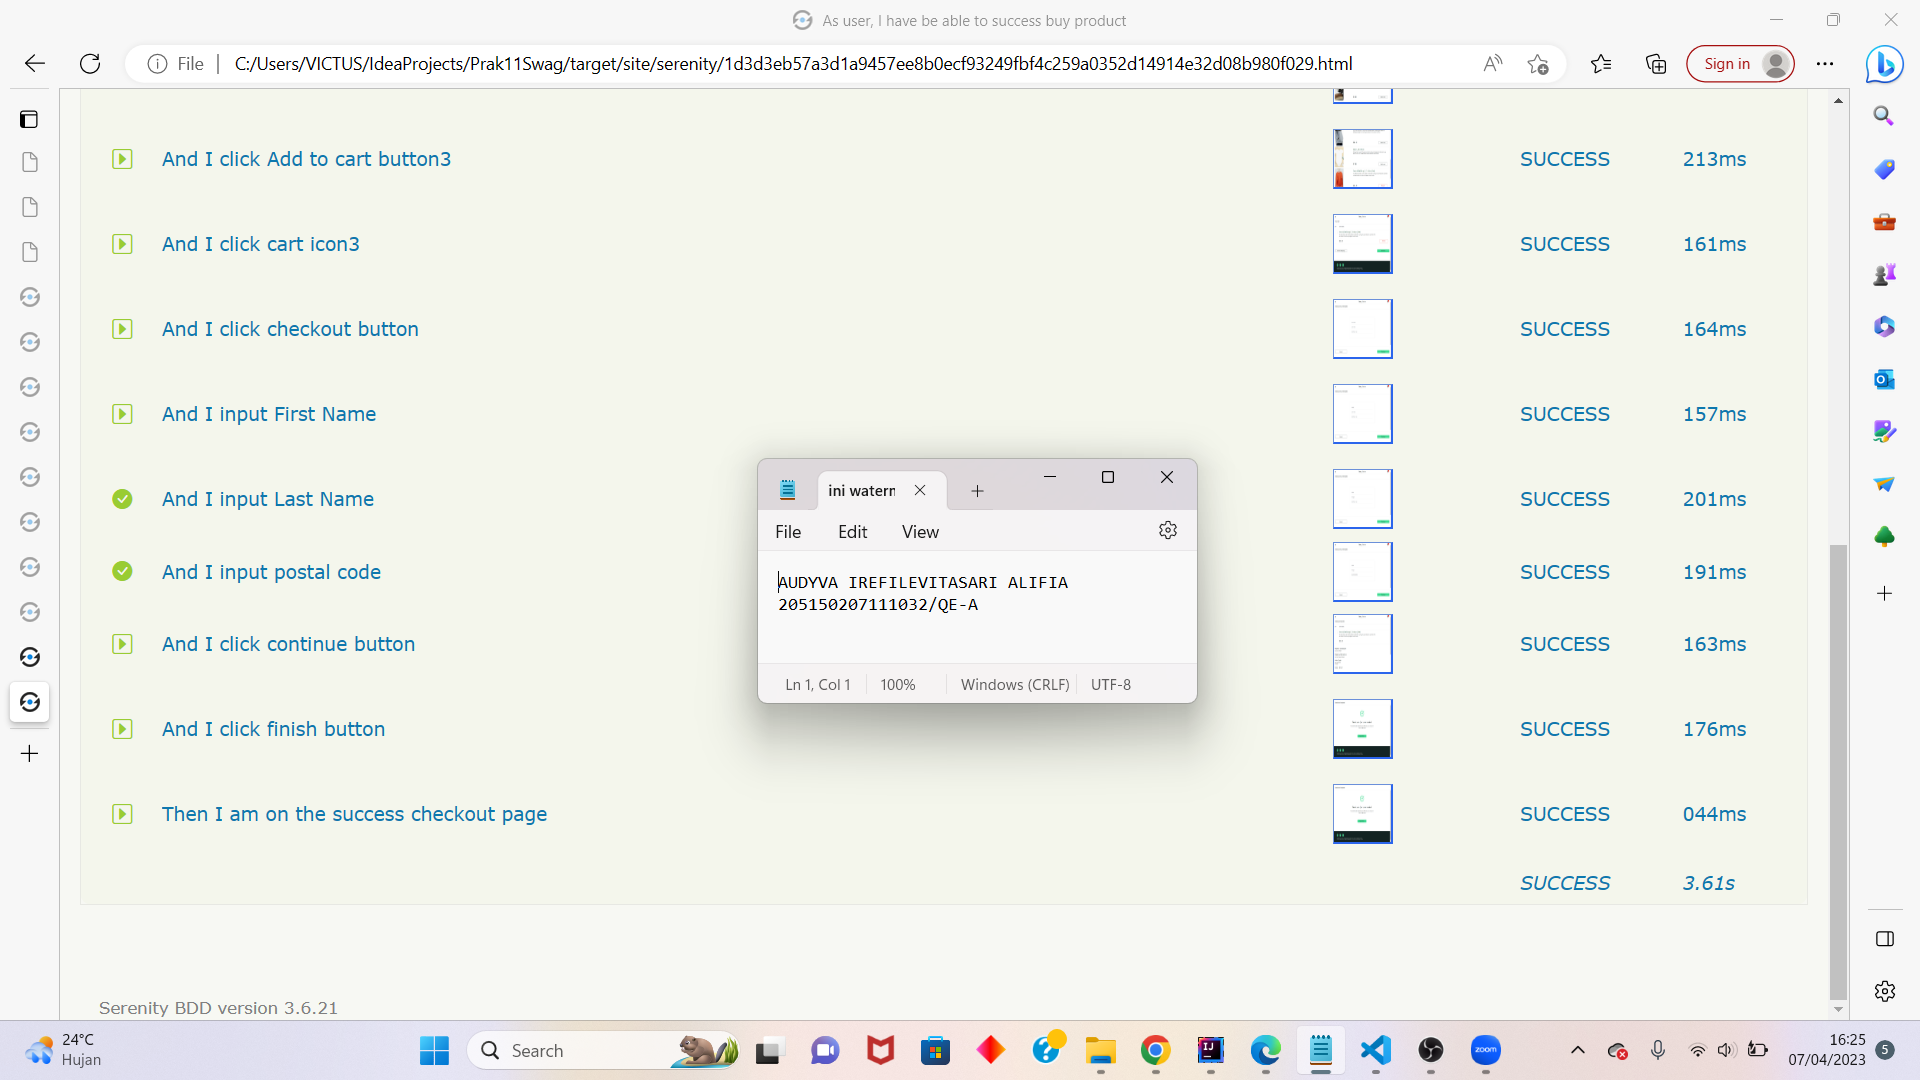 As user, I have be able to success buy product
File
C:/Users/VICTUS/IdeaProjects/Prak11Swag/target/site/serenity/1d3d3eb57a3d1a9457ee8b0ecf93249fbf4c259a0352d14914e32d08b980f029.html
Sign in
And I click Add to cart button3 SUCCESS 213ms
And I click cart icon3 SUCCESS 161ms
And I click checkout button SUCCESS 164ms
And I input First Name SUCCESS 157ms
And I input Last Name SUCCESS 201ms
And I input postal code SUCCESS 191ms
And I click continue button SUCCESS 163ms
And I click finish button SUCCESS 176ms
Then I am on the success checkout page SUCCESS 044ms
SUCCESS 3.61s
ini waterm
File Edit View
AUDYVA IREFILEVITASARI ALIFIA
205150207111032/QE-A
Ln 1, Col 1 100% Windows (CRLF) UTF-8
Serenity BDD version 3.6.21
24°C
Hujan
Search
zoom
16:25
07/04/2023
5